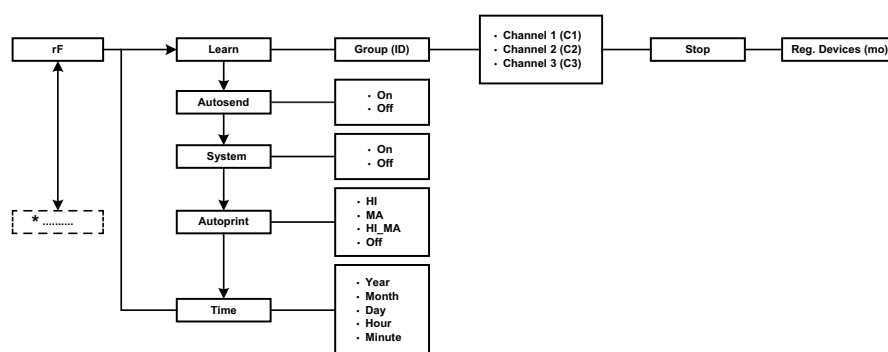 rF
Learn
Group (ID)
· Channel 1 (C1)
· Channel 2 (C2)
· Channel 3 (C3)
Stop
Reg. Devices (mo)
Autosend
· On
· Off
System
· On
· Off
* ..........
Autoprint
· HI
· MA
· HI_MA
· Off
Time
· Year
· Month
· Day
· Hour
· Minute